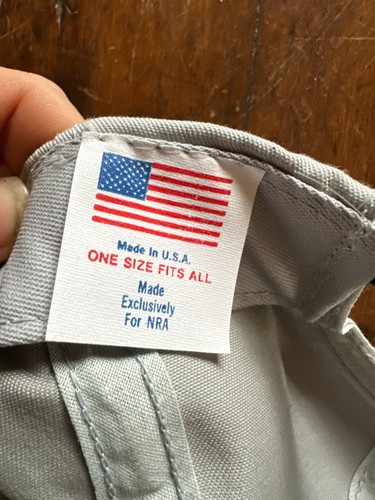 Made In U.S.A.
ONE SIZE FITS ALL
Made
Exclusively
For NRA